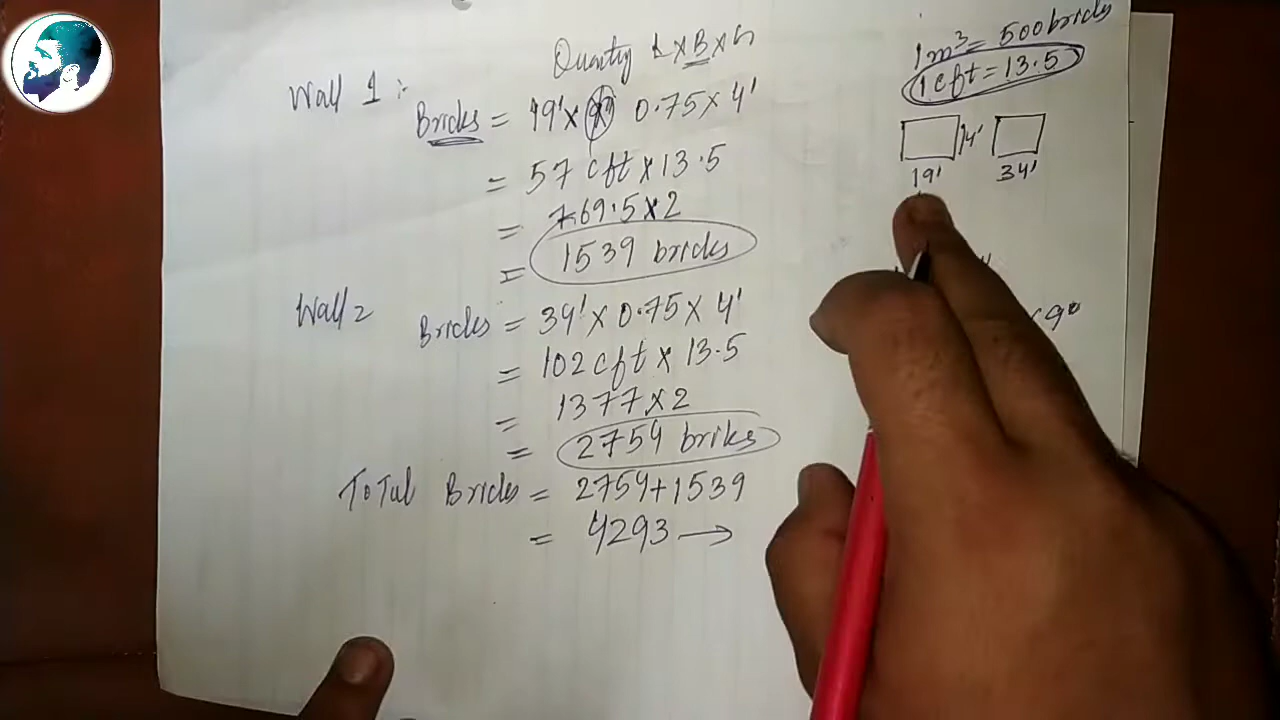 Quantity L x B x h
Wall 1 :-
Bricks = 19' x 0.75 x 4'
= 57 cft x 13.5
= 769.5 x 2
= 1539 bricks
Wall 2
Bricks = 34' x 0.75 x 4'
= 102 cft x 13.5
= 1377 x 2
= 2754 briks
ToTal Bricks = 2754 + 1539
= 4293 →
1m³ = 500 bricks
1 cft = 13.5
4'
19'
34'